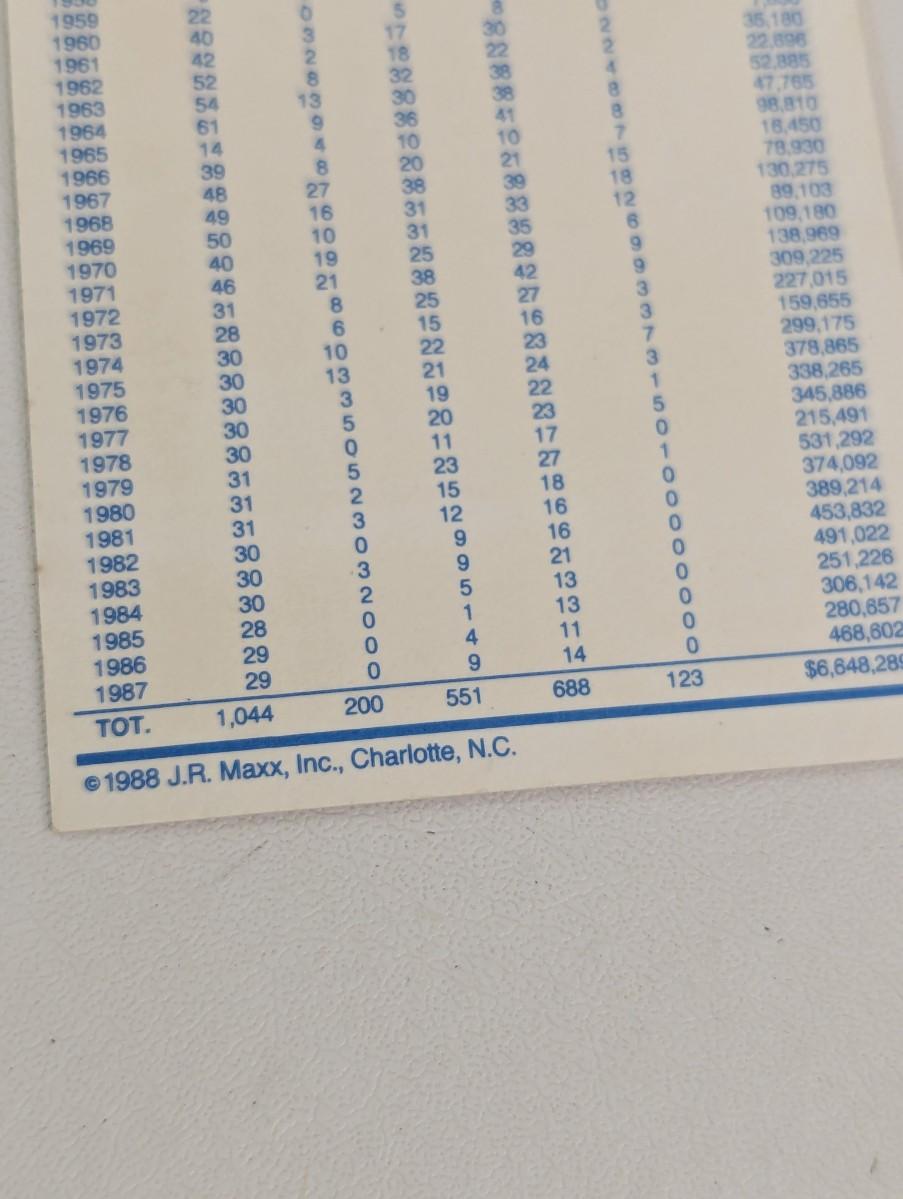 1959 22 0 5 8 0
1960 40 3 17 30 2 35,180
1961 42 2 18 22 2 22,696
1962 52 8 32 38 4 52,885
1963 54 13 30 38 8 47,765
1964 61 9 36 41 8 98,810
1965 14 4 10 10 7 16,450
1966 39 8 20 21 15 78,930
1967 48 27 38 39 18 130,275
1968 49 16 31 33 12 89,103
1969 50 10 31 35 6 109,180
1970 40 19 25 29 9 138,969
1971 46 21 38 42 9 309,225
1972 31 8 25 27 3 227,015
1973 28 6 15 16 3 159,655
1974 30 10 22 23 7 299,175
1975 30 13 21 24 3 378,865
1976 30 3 19 22 1 338,265
1977 30 5 20 23 5 345,886
1978 30 0 11 17 0 215,491
1979 31 5 23 27 1 531,292
1980 31 2 15 18 0 374,092
1981 31 3 12 16 0 389,214
1982 30 0 9 16 0 453,832
1983 30 3 9 21 0 491,022
1984 30 2 5 13 0 251,226
1985 28 0 1 13 0 306,142
1986 29 0 4 11 0 280,657
1987 29 0 9 14 0 468,602
TOT. 1,044 200 551 688 123 $6,648,289
©1988 J.R. Maxx, Inc., Charlotte, N.C.